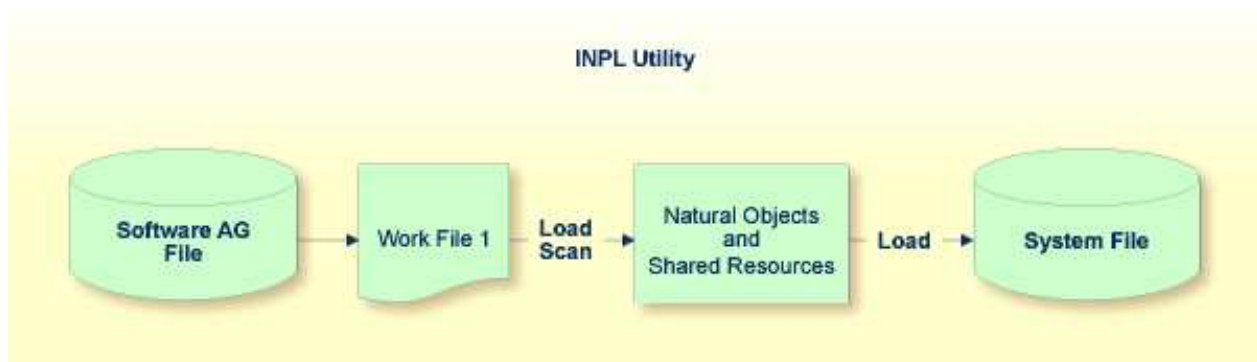 INPL Utility
Software AG
File
Work File 1
Load
Scan
Natural Objects
and
Shared Resources
Load
System File